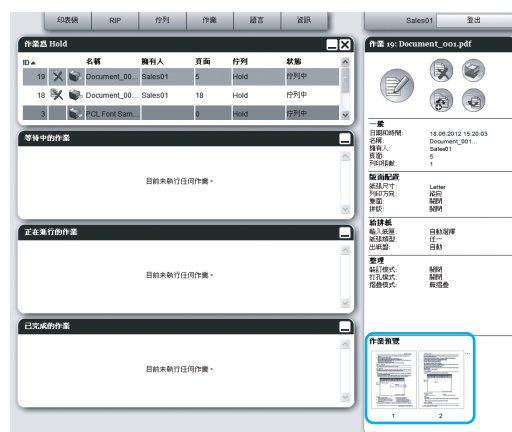 印表機 RIP 佇列 作業 語言 資訊 Sales01 登出
作業為 Hold
ID 名稱 擁有人 頁面 佇列 狀態
19 Document_00... Sales01 5 Hold 佇列中
18 Document_00... Sales01 18 Hold 佇列中
3 PCL Font Sam... 0 Hold 佇列中
等待中的作業
目前未執行任何作業。
正在進行的作業
目前未執行任何作業。
已完成的作業
目前未執行任何作業。
作業 19: Document_001.pdf
一般
日期和時間: 18.06.2012 15:20:03
名稱: Document_001...
擁有人: Sales01
頁面: 5
列印張數: 1
版面配置
紙張尺寸: Letter
列印方向: 縱向
雙面: 關閉
拼版: 關閉
給排紙
輸入紙匣: 自動選擇
紙張類型: 任一
出紙盤: 自動
整理
裝訂模式: 關閉
打孔模式: 關閉
摺疊模式: 無摺疊
作業預覽
...
1 2